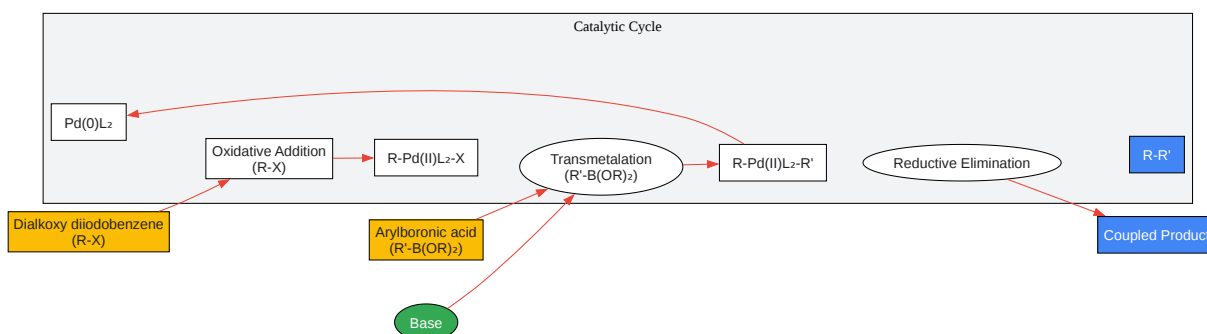 Catalytic Cycle
Pd(0)L₂
Oxidative Addition
(R-X)
R-Pd(II)L₂-X
Transmetalation
(R'-B(OR)₂)
R-Pd(II)L₂-R'
Reductive Elimination
R-R'
Dialkoxy diiodobenzene
(R-X)
Arylboronic acid
(R'-B(OR)₂)
Coupled Product
Base